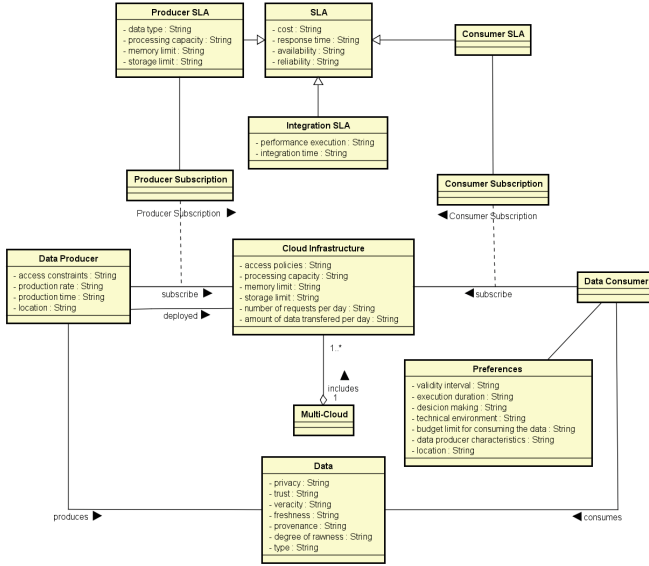 Producer SLA
- data type : String
- processing capacity : String
- memory limit : String
- storage limit : String
SLA
- cost : String
- response time : String
- availability : String
- reliability : String
Consumer SLA
Integration SLA
- performance execution : String
- integration time : String
Producer Subscription
Producer Subscription ▶
Consumer Subscription
◀ Consumer Subscription
Data Producer
- access constraints : String
- production rate : String
- production time : String
- location : String
subscribe ▶
deployed ▶
Cloud Infrastructure
- access policies : String
- processing capacity : String
- memory limit : String
- storage limit : String
- number of requests per day : String
- amount of data transfered per day : String
◀ subscribe
Data Consumer
1..*
includes
1
Multi-Cloud
Preferences
- validity interval : String
- execution duration : String
- desicion making : String
- technical environment : String
- budget limit for consuming the data : String
- data producer characteristics : String
- location : String
Data
- privacy : String
- trust : String
- veracity : String
- freshness : String
- provenance : String
- degree of rawness : String
- type : String
produces ▶
◀ consumes